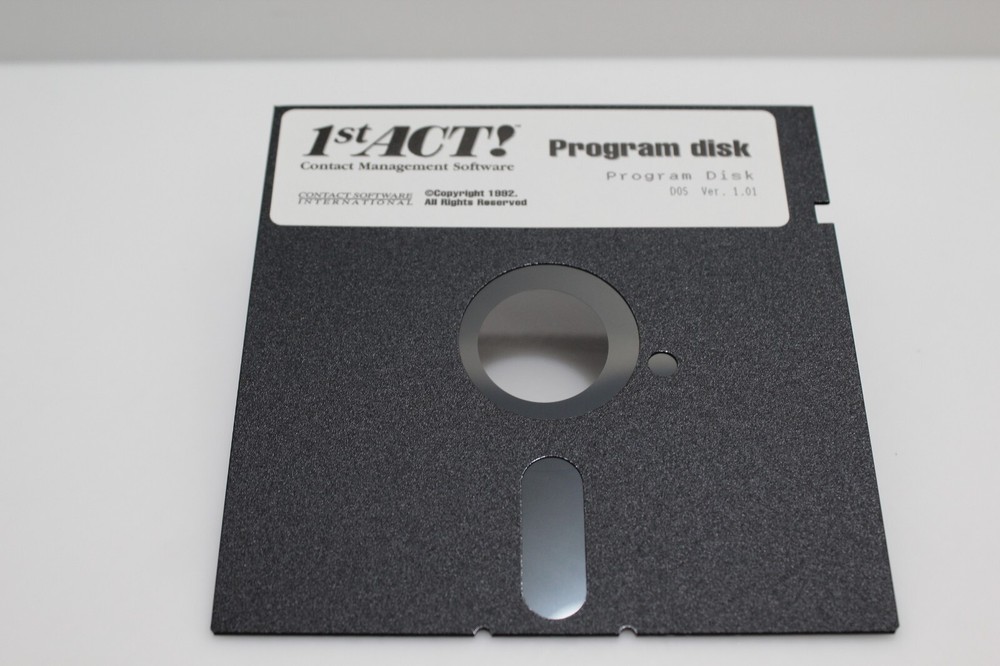 1st ACT!™
Contact Management Software
CONTACT SOFTWARE
INTERNATIONAL
©Copyright 1992.
All Rights Reserved
Program disk
Program Disk
DOS Ver. 1.01